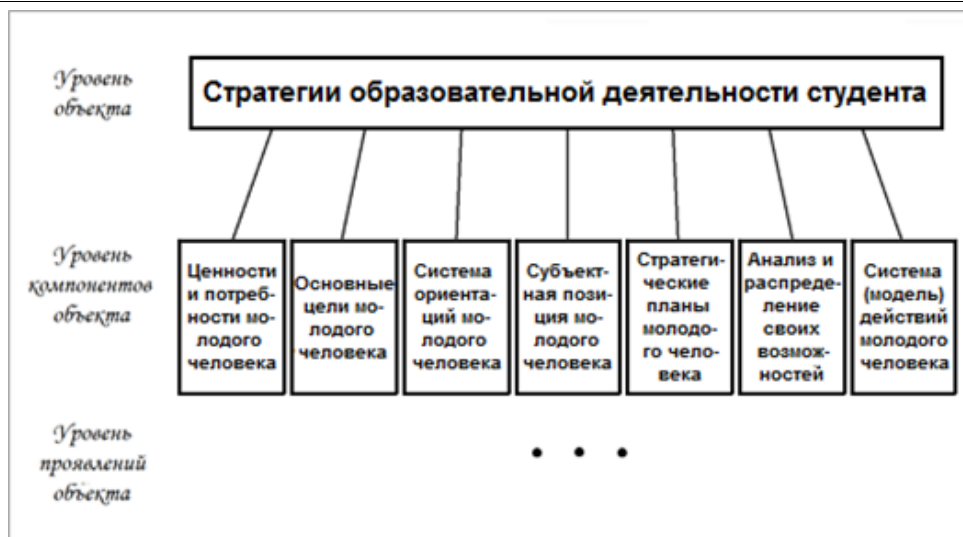 Уровень
объекта
Стратегии образовательной деятельности студента
Уровень
компонентов
объекта
Ценности
и потреб-
ности мо-
лодого
человека
Основные
цели мо-
лодого
человека
Система
ориента-
ций мо-
лодого
человека
Субъект-
ная пози-
ция мо-
лодого
человека
Стратеги-
ческие
планы
молодо-
го чело-
века
Анализ и
распреде-
ление
своих
возмож-
ностей
Система
(модель)
действий
молодого
человека
Уровень
проявлений
объекта
• • •